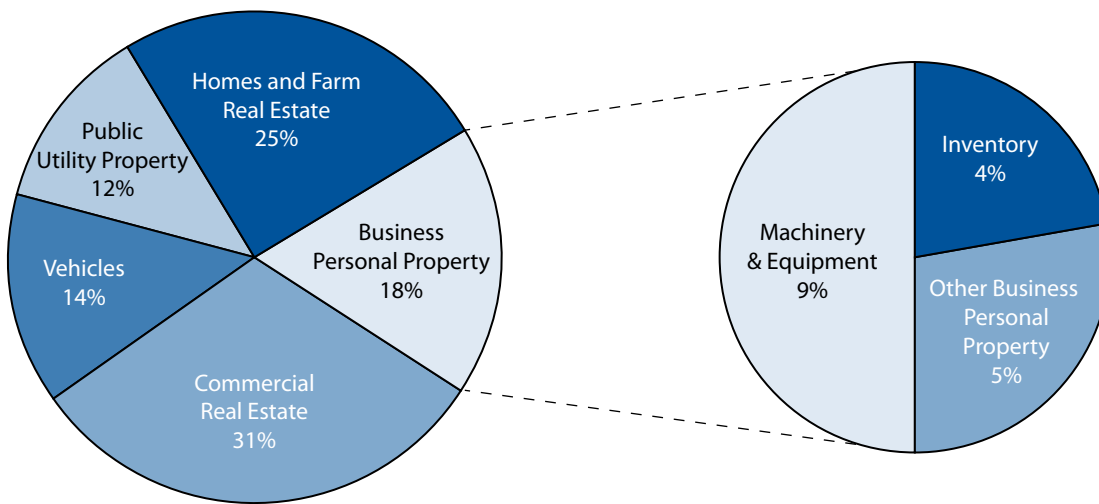 Homes and Farm
Real Estate
25%
Public
Utility Property
12%
Business
Personal Property
18%
Vehicles
14%
Commercial
Real Estate
31%
Inventory
4%
Machinery
& Equipment
9%
Other Business
Personal
Property
5%